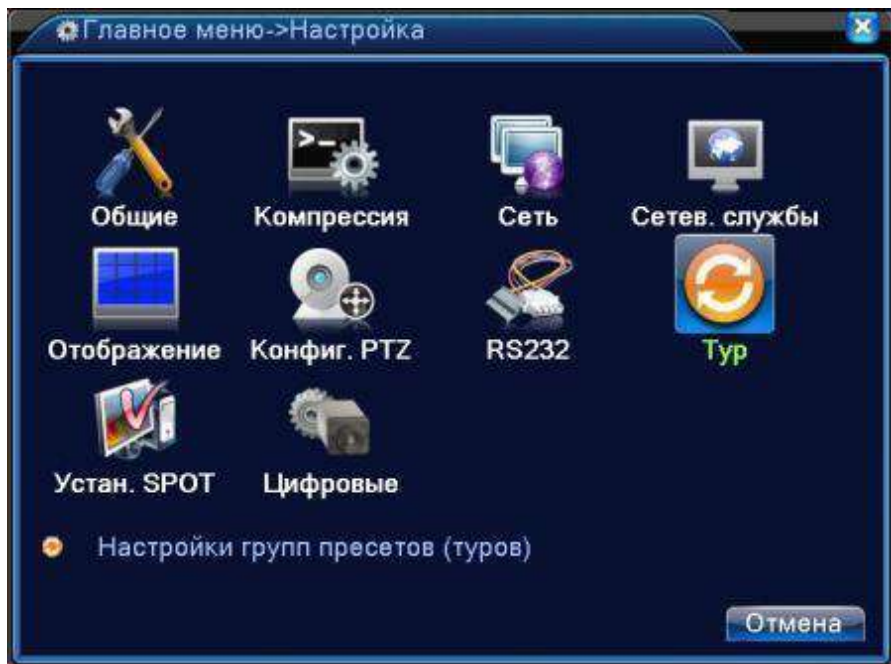 Главное меню->Настройка
Общие Компрессия Сеть Сетев. службы
Отображение Конфиг. PTZ RS232 Тур
Устан. SPOT Цифровые
Настройки групп пресетов (туров)
Отмена